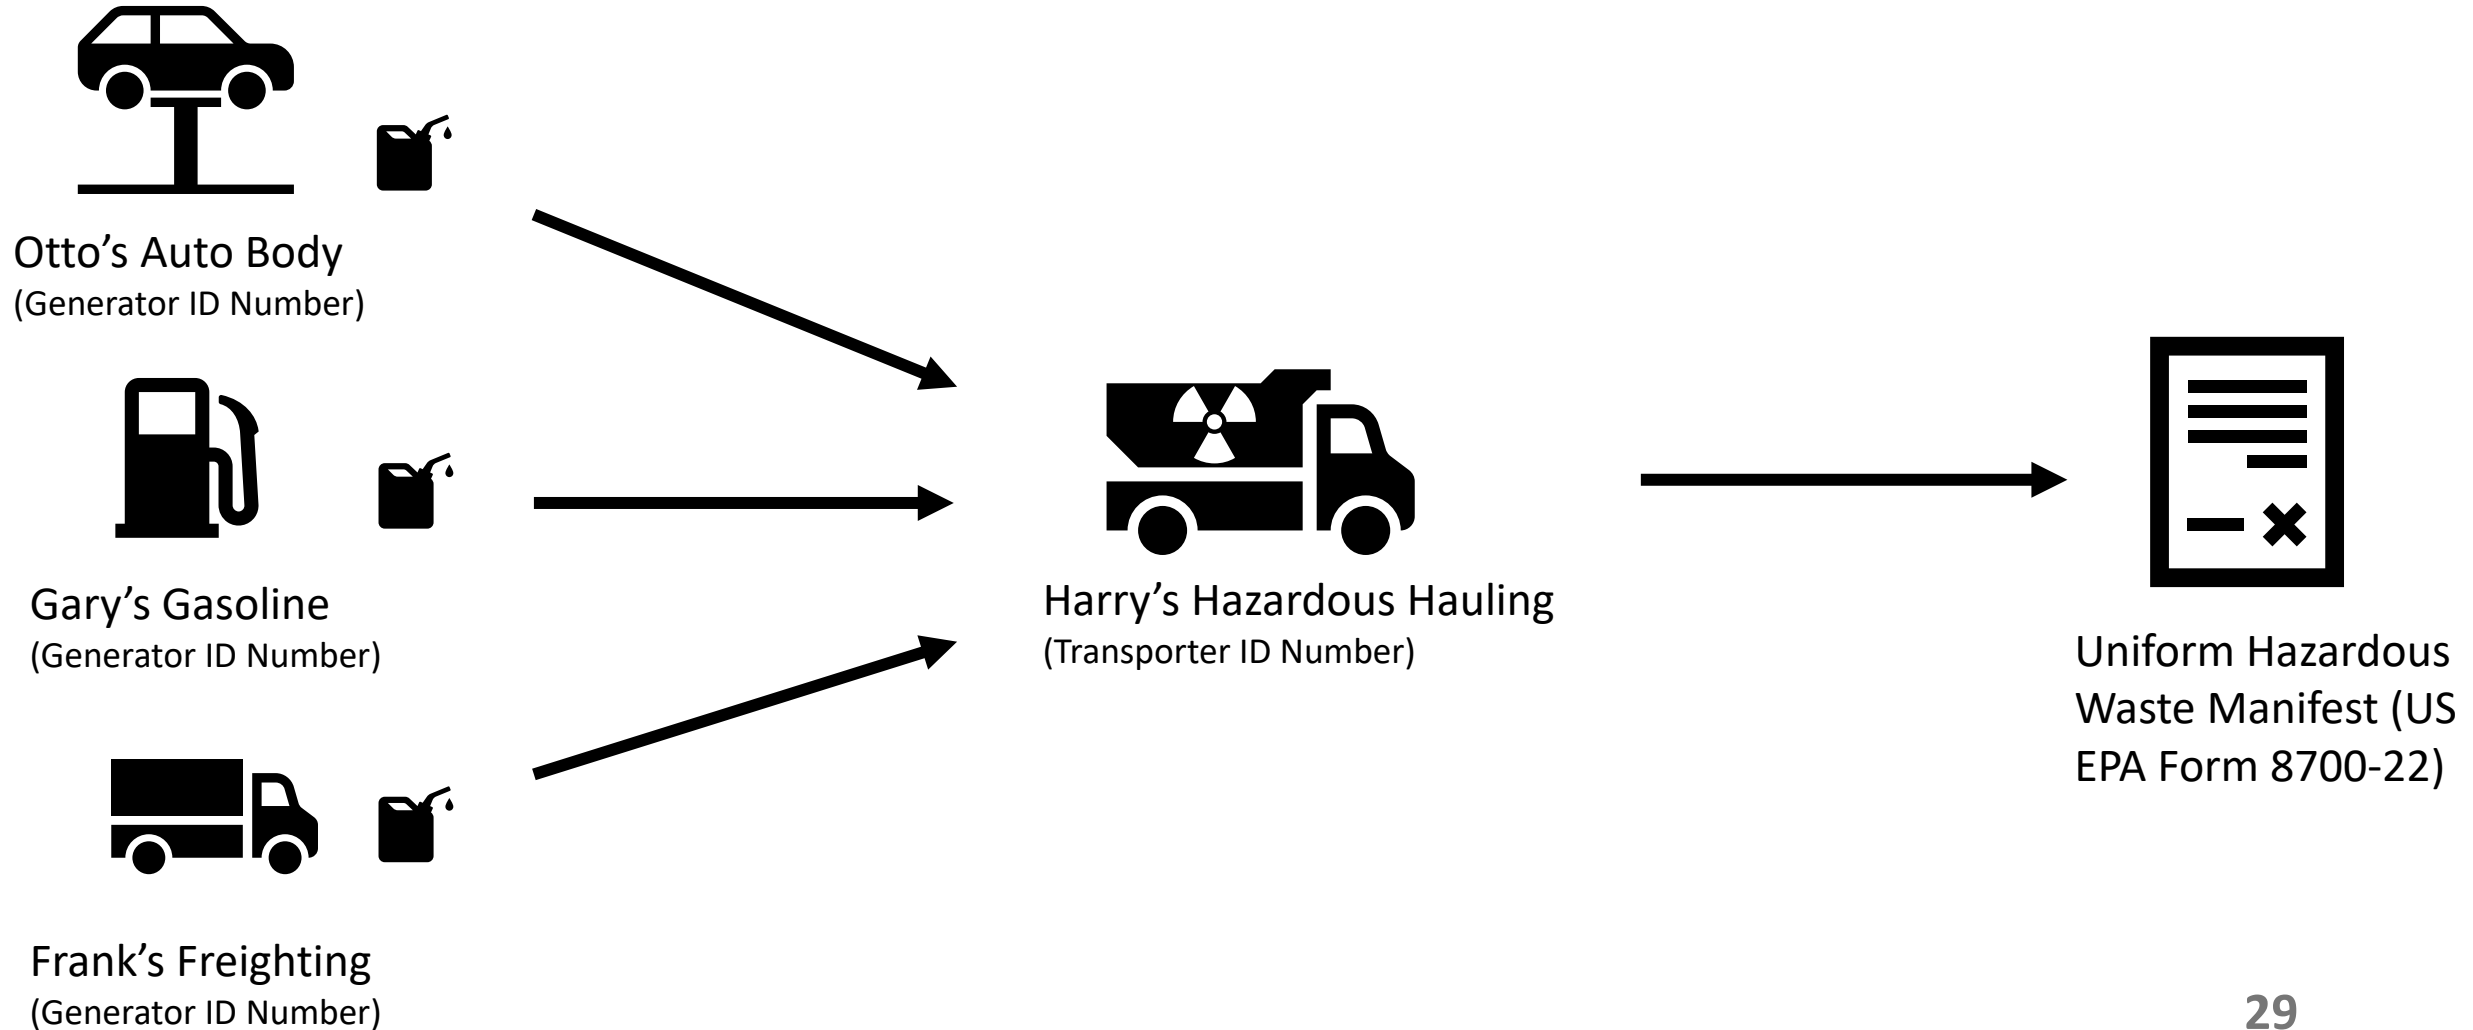 Otto’s Auto Body
(Generator ID Number)
Gary’s Gasoline
(Generator ID Number)
Frank’s Freighting
(Generator ID Number)
Harry’s Hazardous Hauling
(Transporter ID Number)
Uniform Hazardous
Waste Manifest (US
EPA Form 8700-22)
29